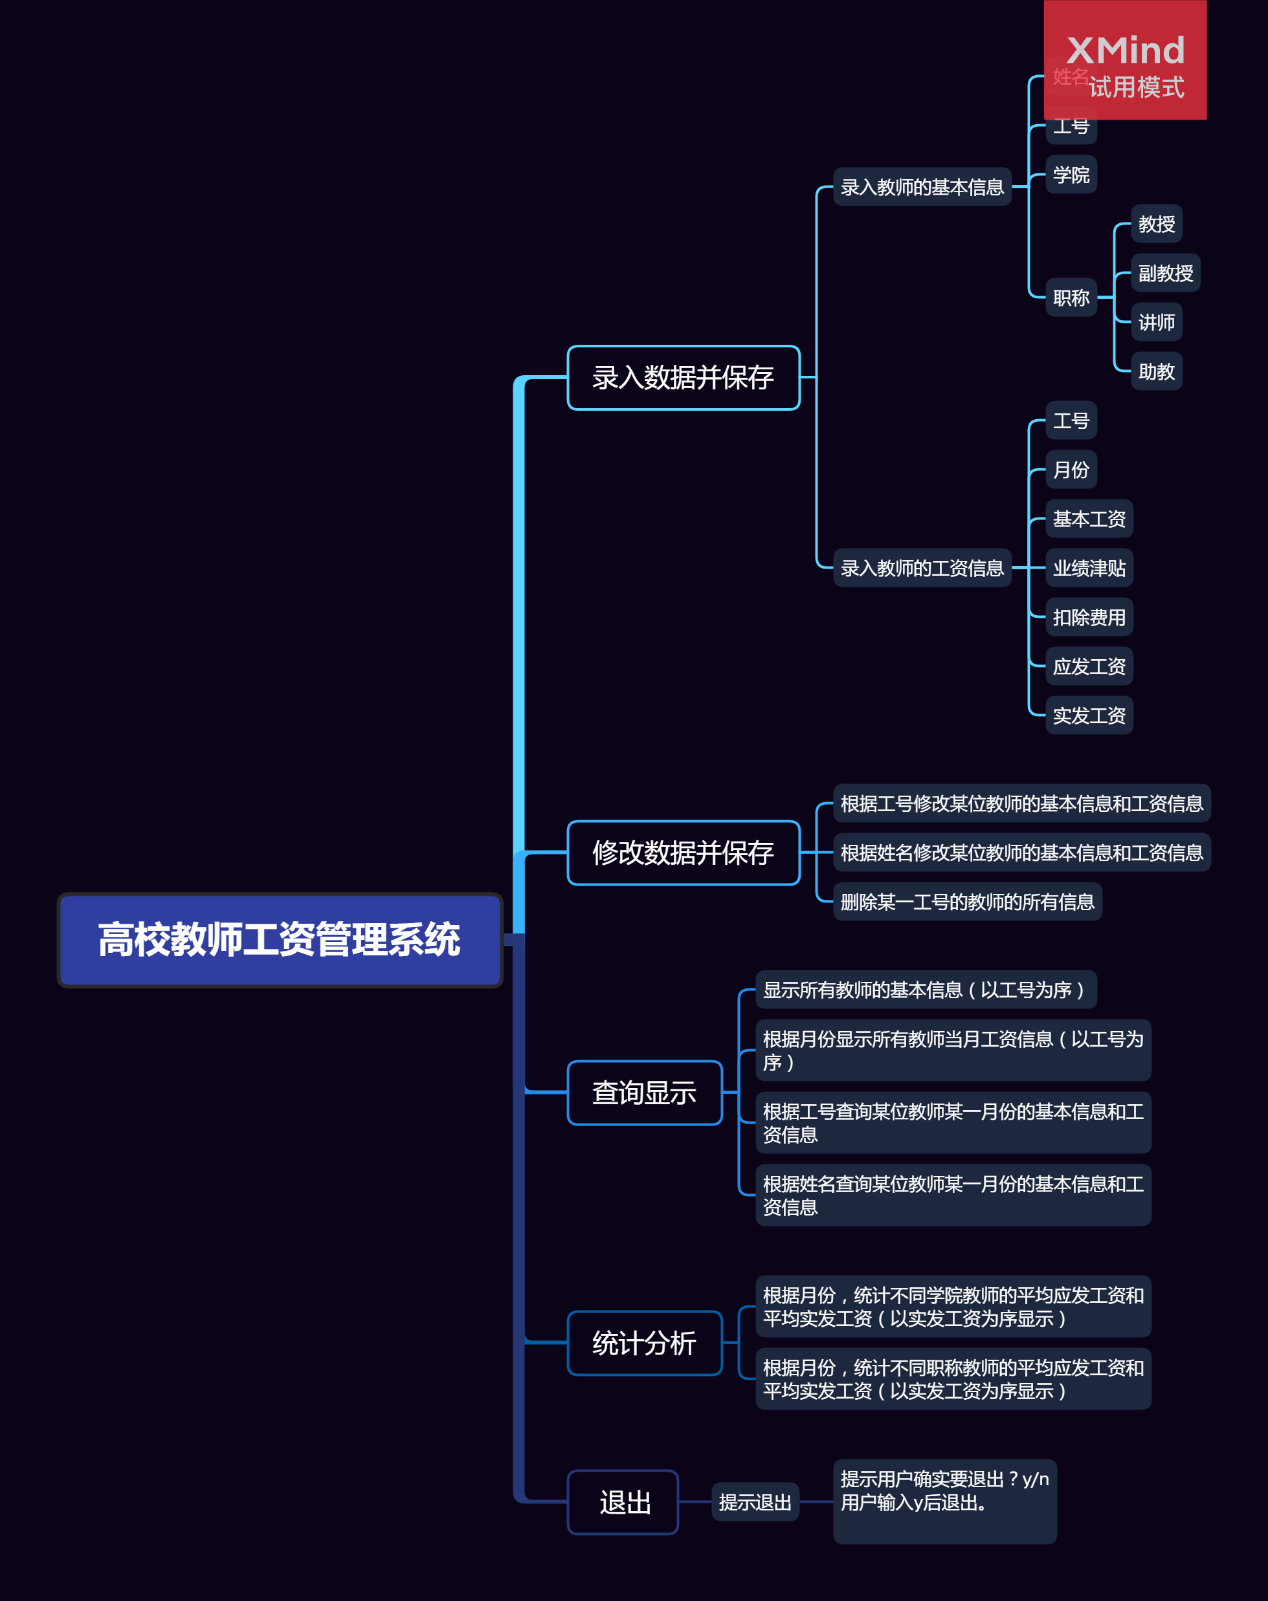 XMind
试用模式
姓名
工号
学院
录入教师的基本信息
教授
副教授
职称
讲师
助教
录入数据并保存
工号
月份
基本工资
录入教师的工资信息
业绩津贴
扣除费用
应发工资
实发工资
根据工号修改某位教师的基本信息和工资信息
修改数据并保存
根据姓名修改某位教师的基本信息和工资信息
删除某一工号的教师的所有信息
高校教师工资管理系统
显示所有教师的基本信息（以工号为序）
根据月份显示所有教师当月工资信息（以工号为
序）
查询显示
根据工号查询某位教师某一月份的基本信息和工
资信息
根据姓名查询某位教师某一月份的基本信息和工
资信息
根据月份，统计不同学院教师的平均应发工资和
平均实发工资（以实发工资为序显示）
统计分析
根据月份，统计不同职称教师的平均应发工资和
平均实发工资（以实发工资为序显示）
退出
提示退出
提示用户确实要退出？y/n
用户输入y后退出。